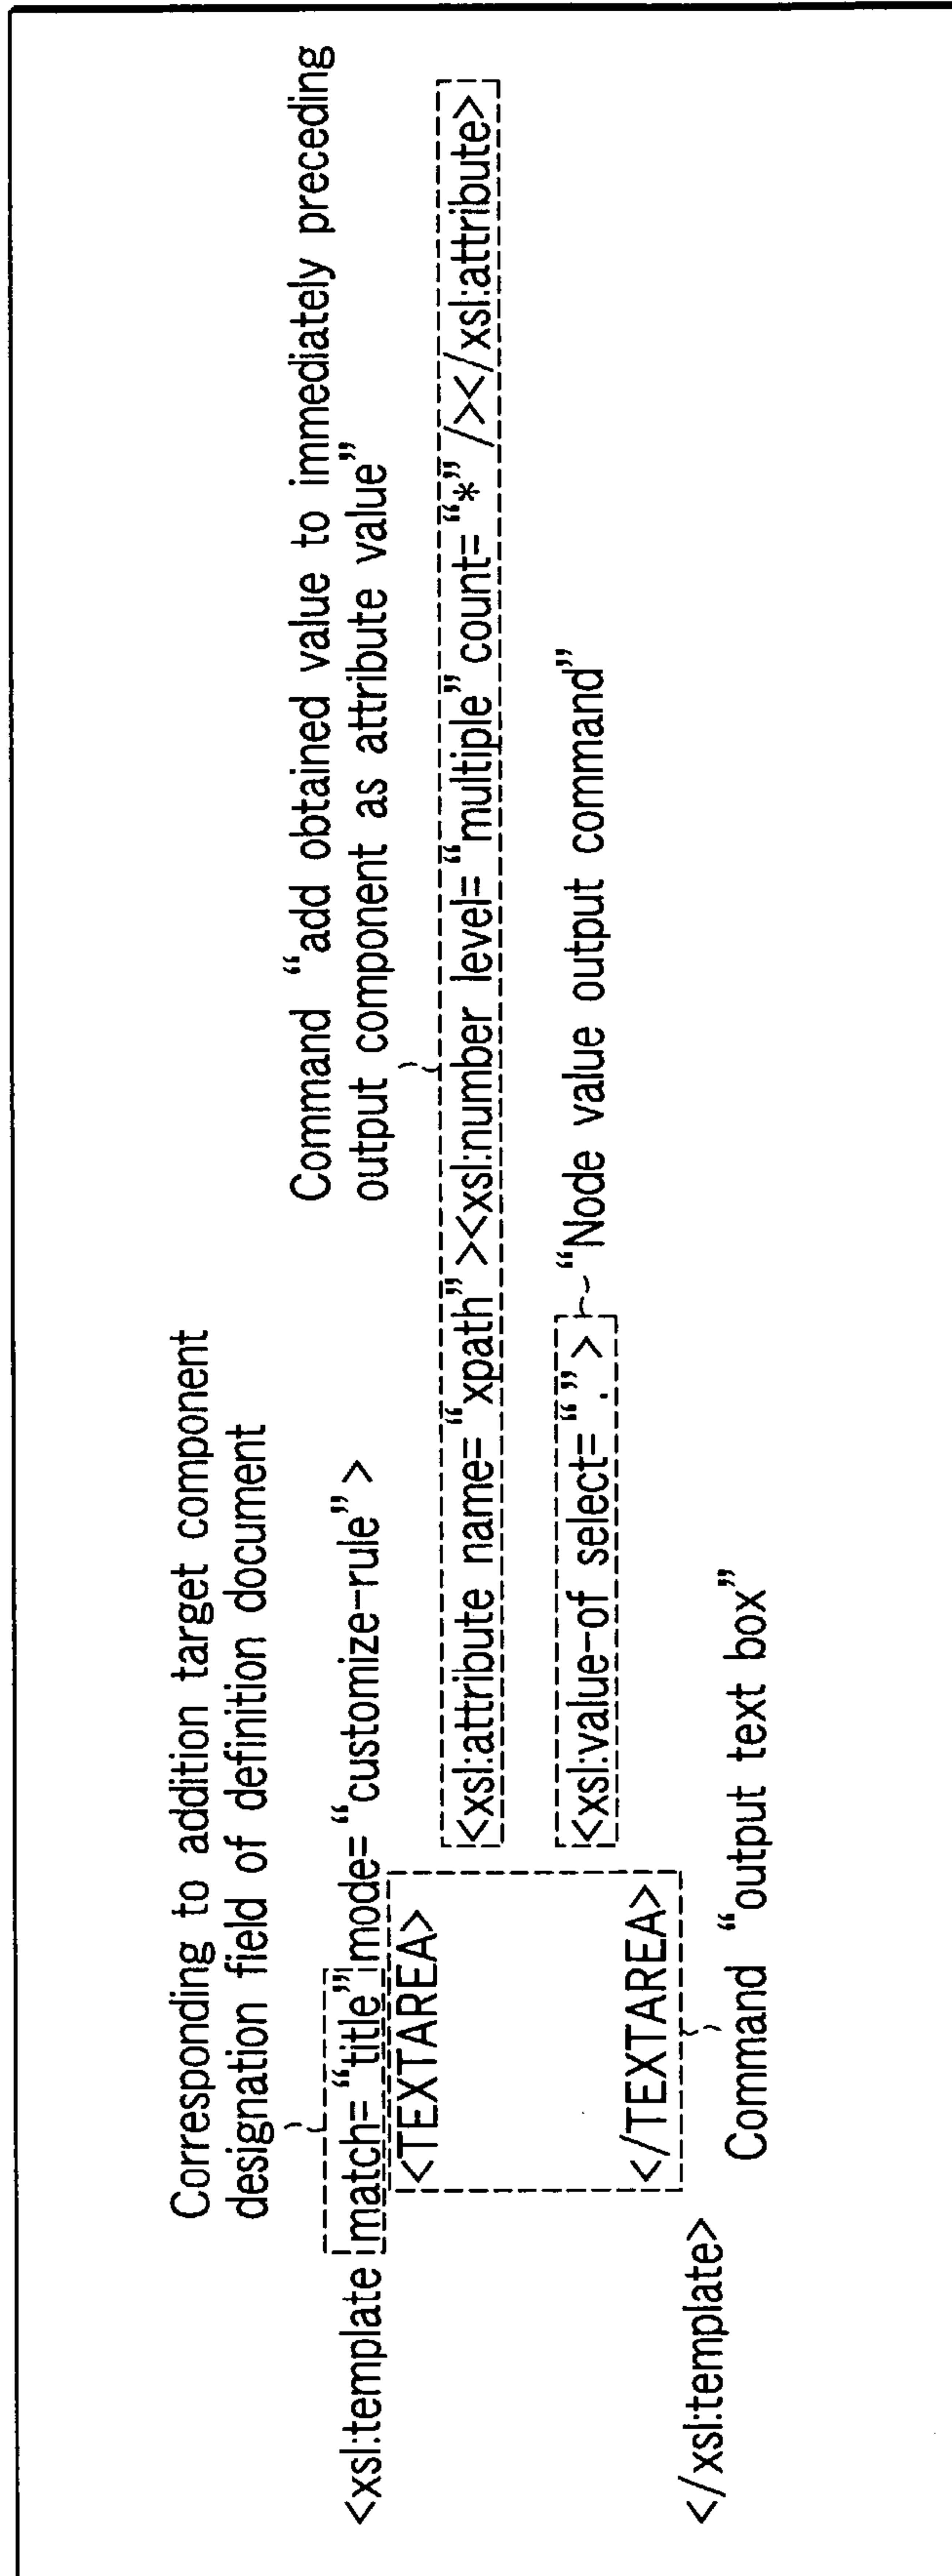 Corresponding to addition target component
designation field of definition document
Command “add obtained value to immediately preceding
output component as attribute value”
<xsl:template match=“title” mode=“customize-rule”>
<TEXTAREA>
<xsl:attribute name=“xpath”><xsl:number level=“multiple” count=“*” /></xsl:attribute>
<xsl:value-of select=“.”> “Node value output command”
</TEXTAREA>
</xsl:template>
Command “output text box”